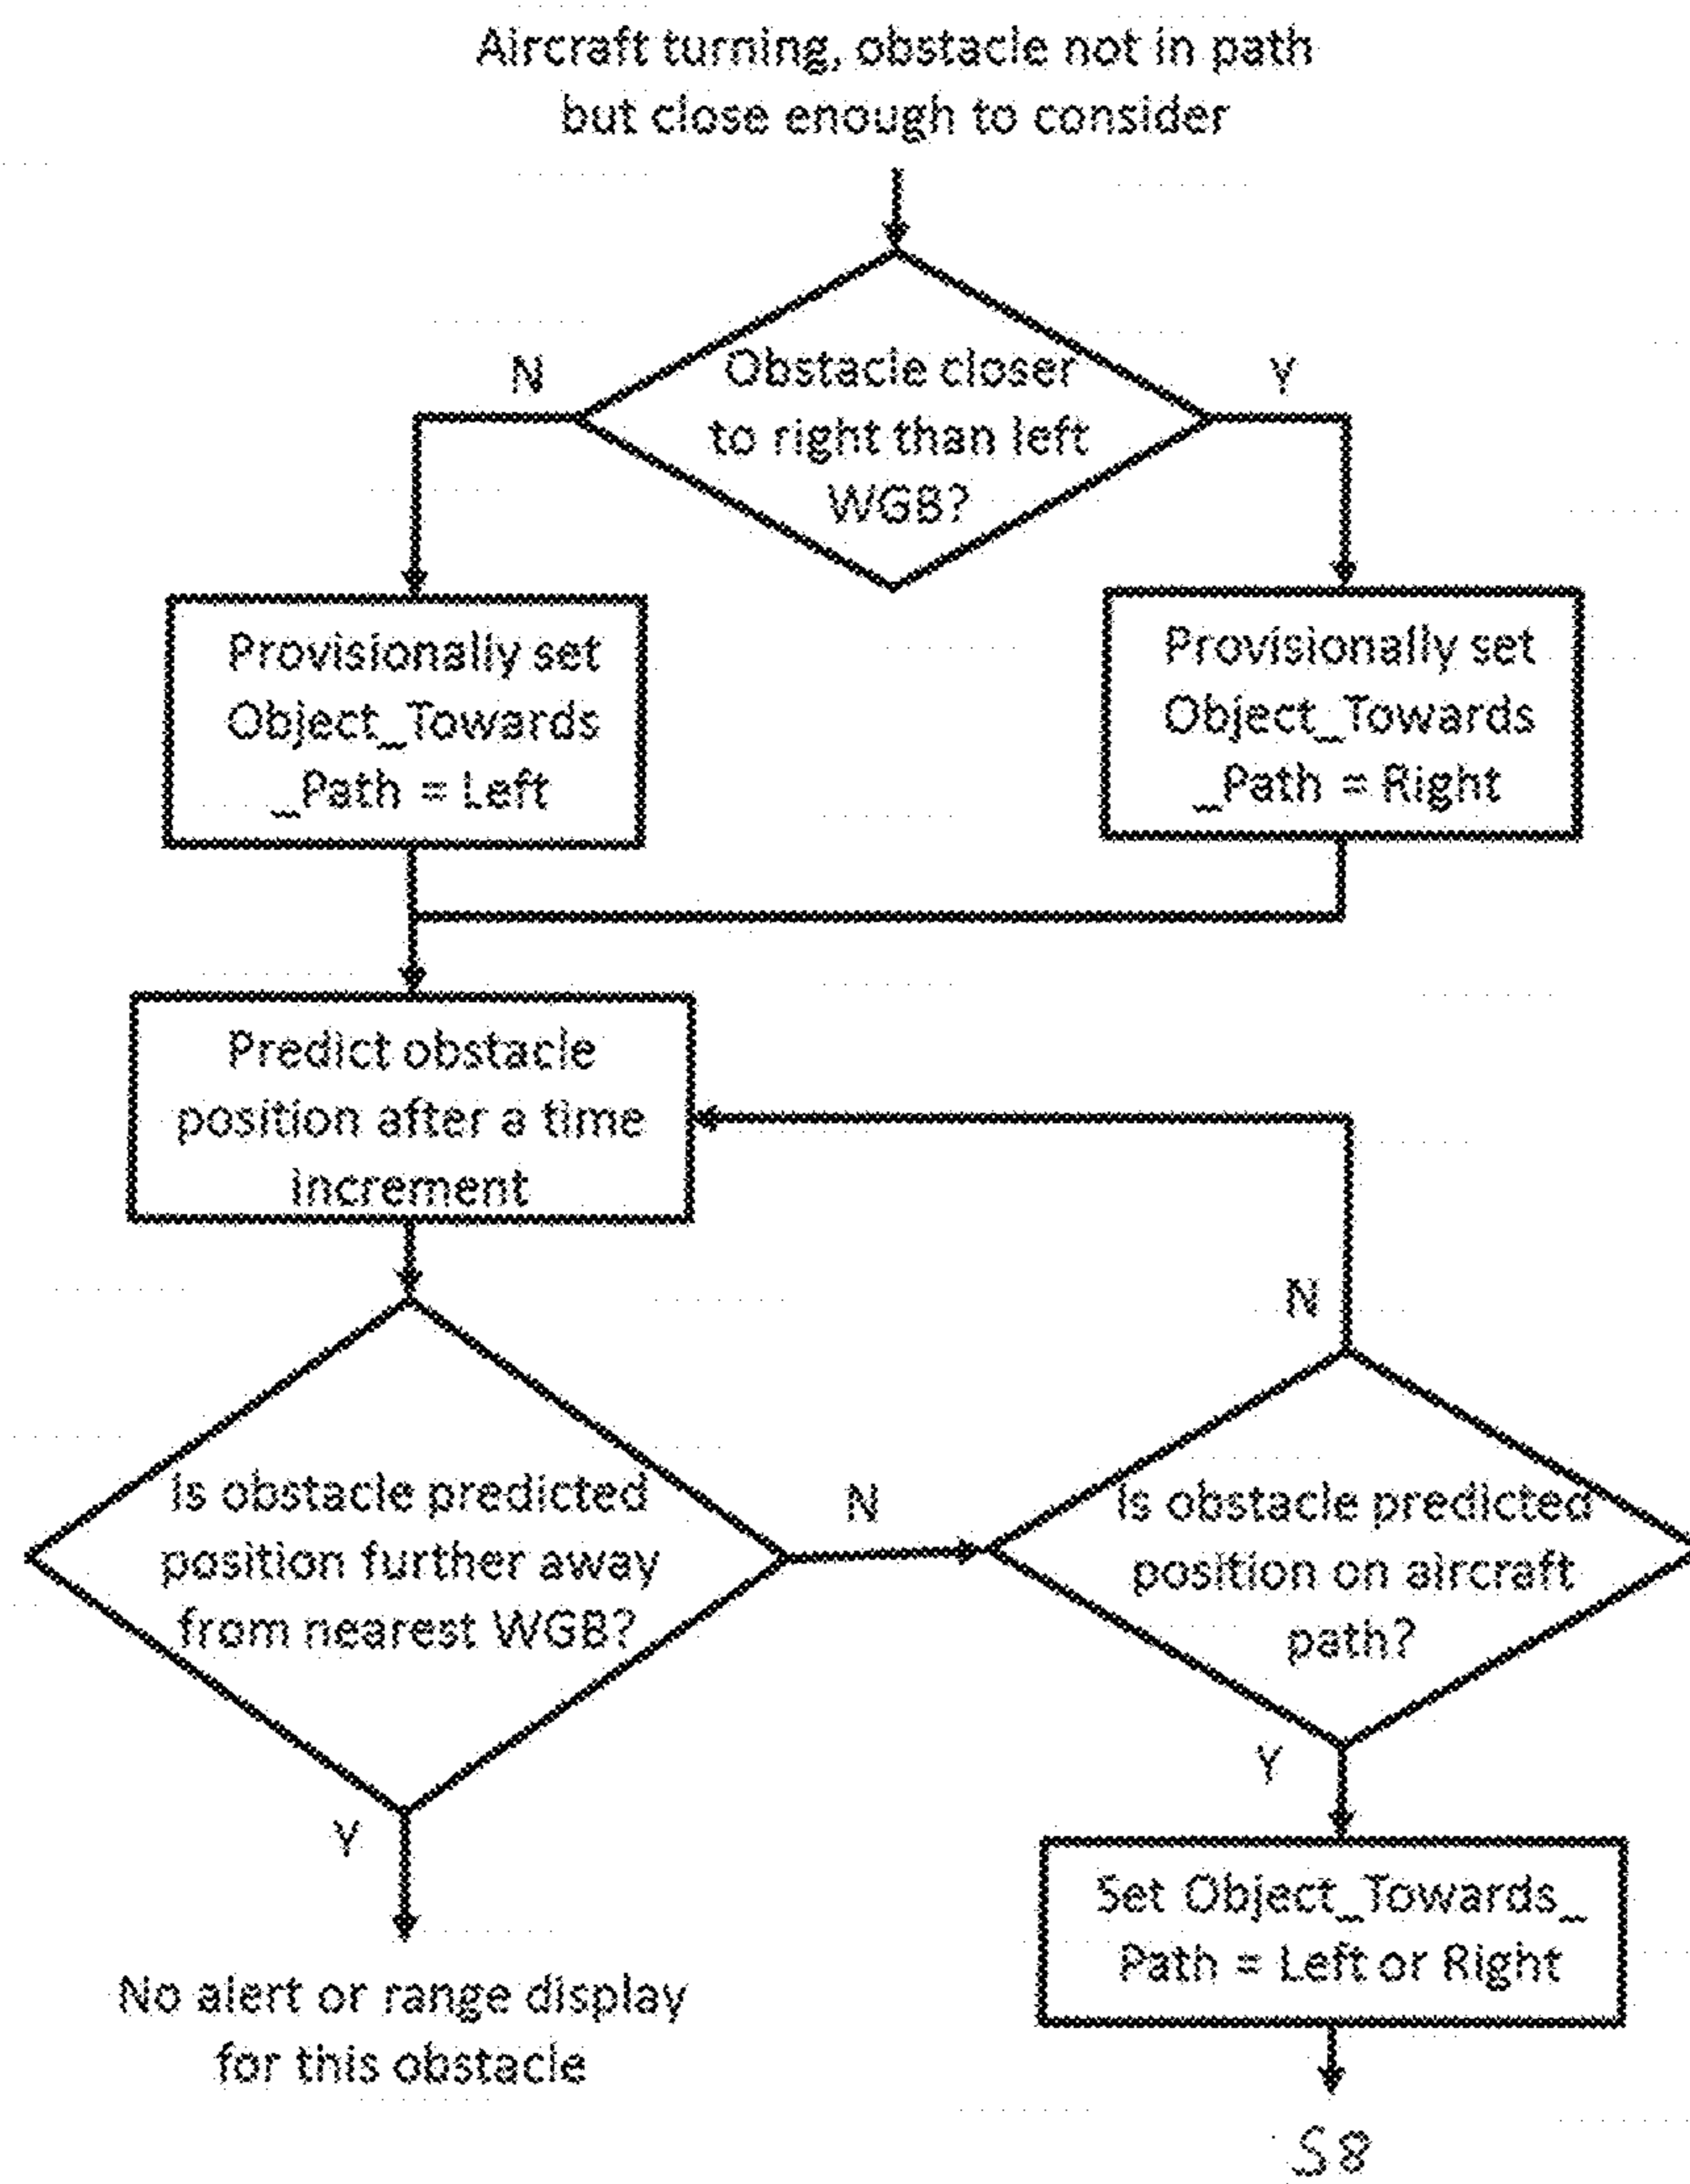 Aircraft turning, obstacle not in path
but close enough to consider
N
Y
Obstacle closer
to right than left
WGB?
Provisionally set
Object_Towards
_Path = Left
Provisionally set
Object_Towards
_Path = Right
Predict obstacle
position after a time
increment
N
Is obstacle predicted
position further away
from nearest WGB?
N
Is obstacle predicted
position on aircraft
path?
Y
Y
Set Object_Towards_
Path = Left or Right
No alert or range display
for this obstacle
S8